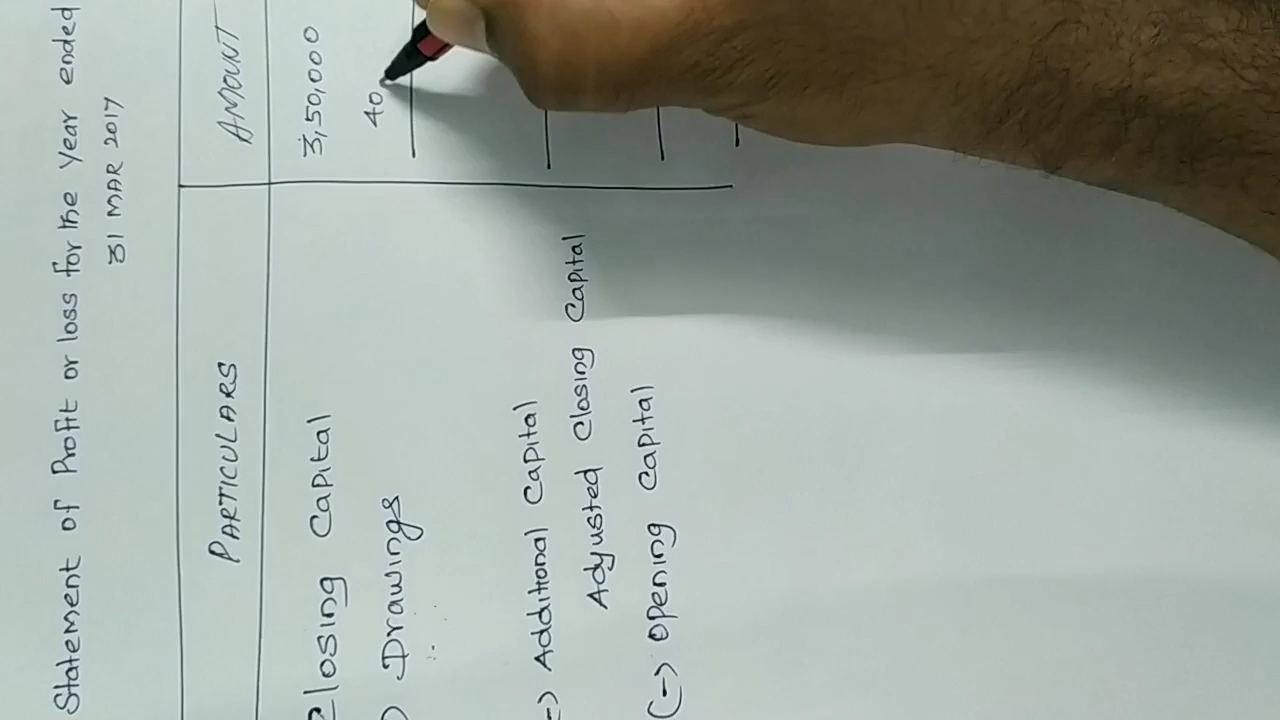 Statement of Profit or loss for the Year ended
31 MAR 2017
PARTICULARS AMOUNT
Closing Capital 3,50,000
) Drawings 40,
-) Additional Capital
Adjusted Closing Capital
(-) Opening Capital